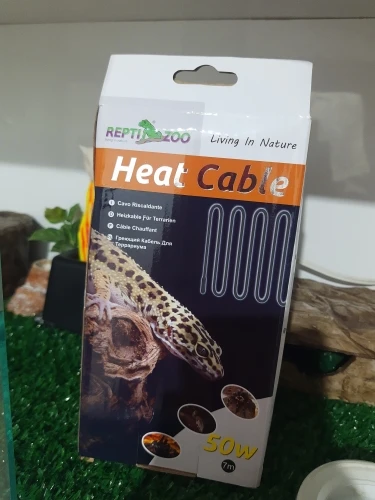 REPTI ZOO
Living In Nature
Heat Cable
I Cavo Riscaldante
D Heizkable Für Terrarien
F Câble Chauffant
Греющий Кабель Для
Террариума
50W
7m